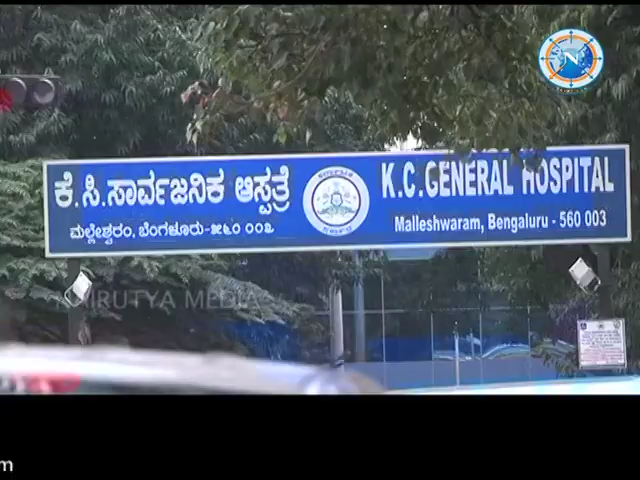 ಕೆ.ಸಿ.ಸಾರ್ವಜನಿಕ ಆಸ್ಪತ್ರೆ
ಮಲ್ಲೇಶ್ವರಂ, ಬೆಂಗಳೂರು-೫೬೦ ೦೦೩
K.C.GENERAL HOSPITAL
Malleshwaram, Bengaluru - 560 003
NIRUTYA MEDIA
N
m